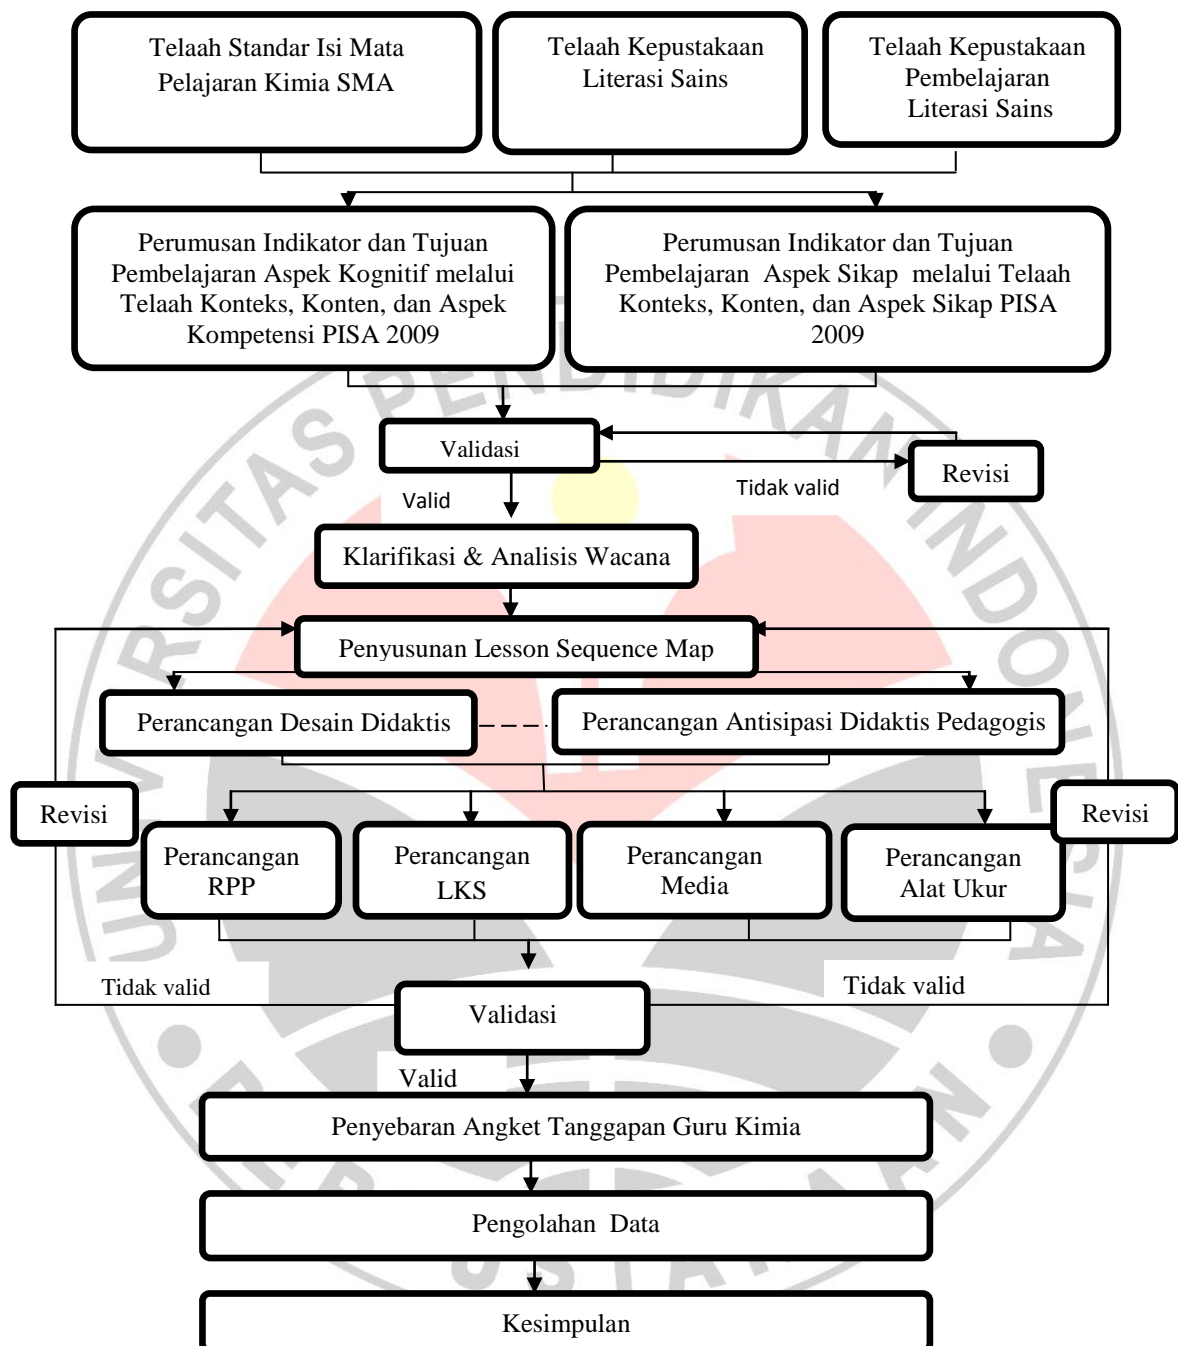 Telaah Standar Isi Mata
Pelajaran Kimia SMA
Telaah Kepustakaan
Literasi Sains
Telaah Kepustakaan
Pembelajaran
Literasi Sains
Perumusan Indikator dan Tujuan
Pembelajaran Aspek Kognitif melalui
Telaah Konteks, Konten, dan Aspek
Kompetensi PISA 2009
Perumusan Indikator dan Tujuan
Pembelajaran Aspek Sikap melalui Telaah
Konteks, Konten, dan Aspek Sikap PISA
2009
Validasi
Revisi
Valid
Tidak valid
Klarifikasi & Analisis Wacana
Penyusunan Lesson Sequence Map
Perancangan Desain Didaktis
Perancangan Antisipasi Didaktis Pedagogis
Revisi
Revisi
Perancangan
RPP
Perancangan
LKS
Perancangan
Media
Perancangan
Alat Ukur
Tidak valid
Tidak valid
Validasi
Valid
Penyebaran Angket Tanggapan Guru Kimia
Pengolahan Data
Kesimpulan